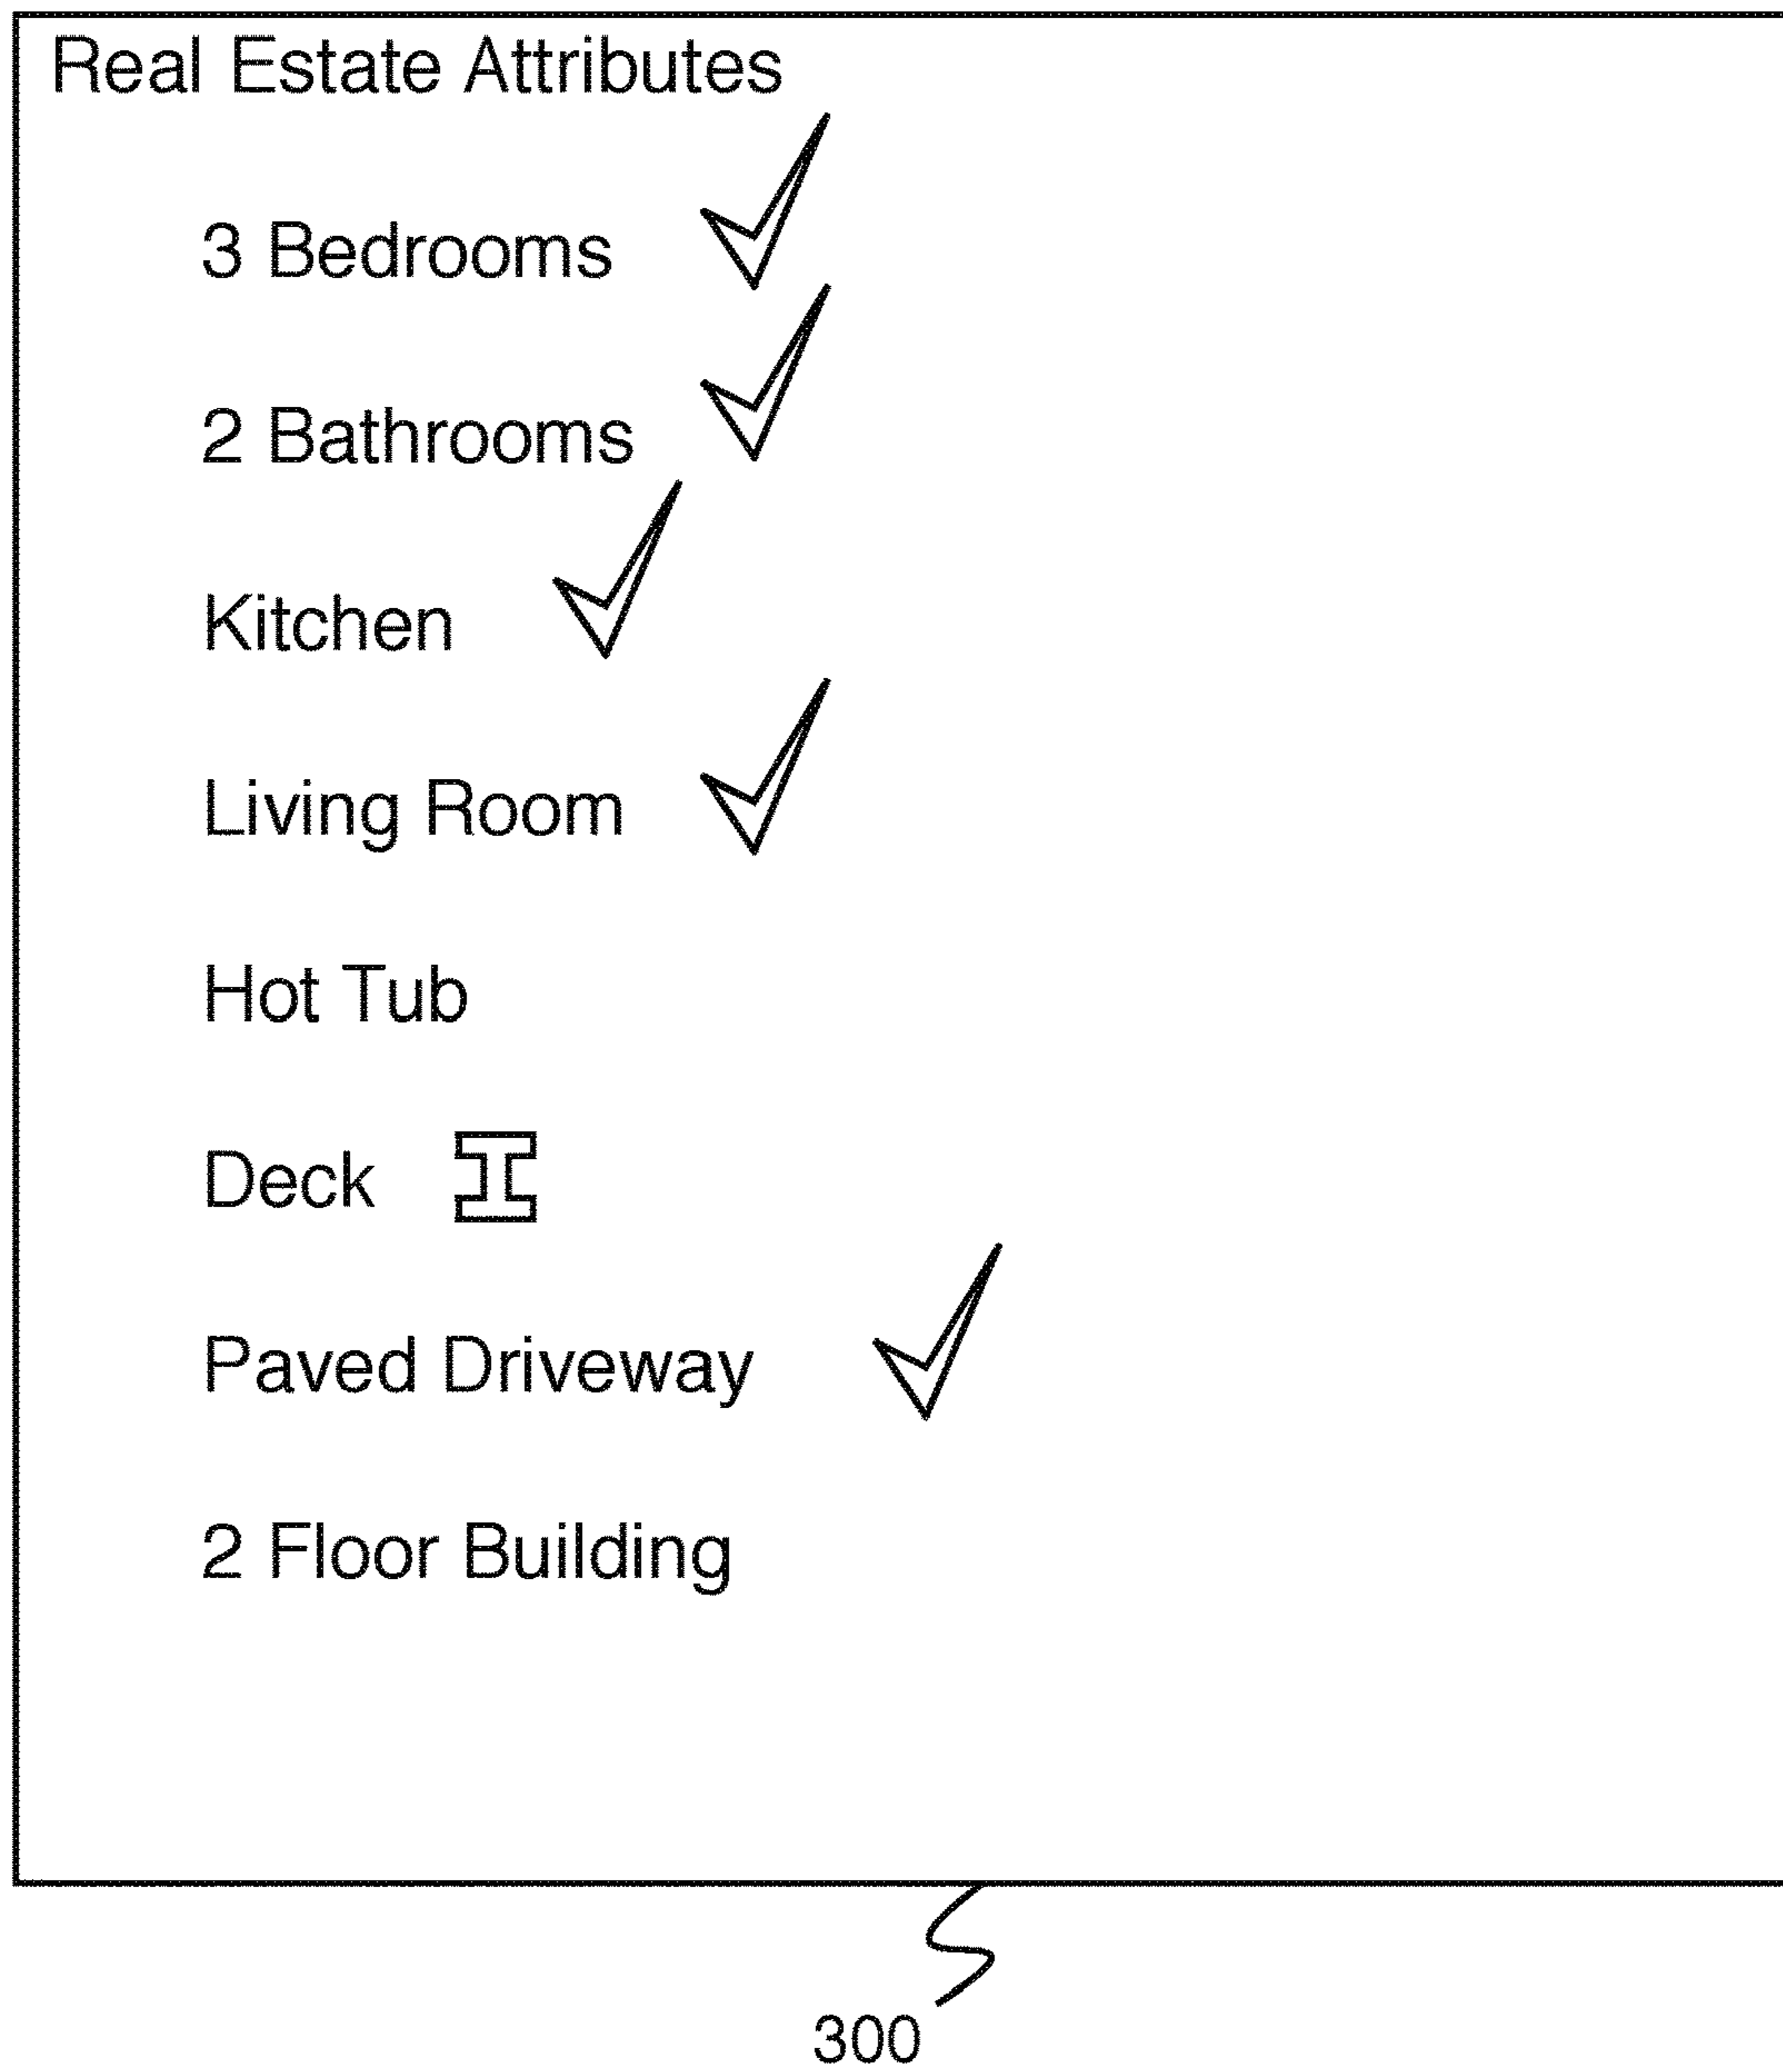 Real Estate Attributes
3 Bedrooms
2 Bathrooms
Kitchen
Living Room
Hot Tub
Deck I
Paved Driveway
2 Floor Building
300